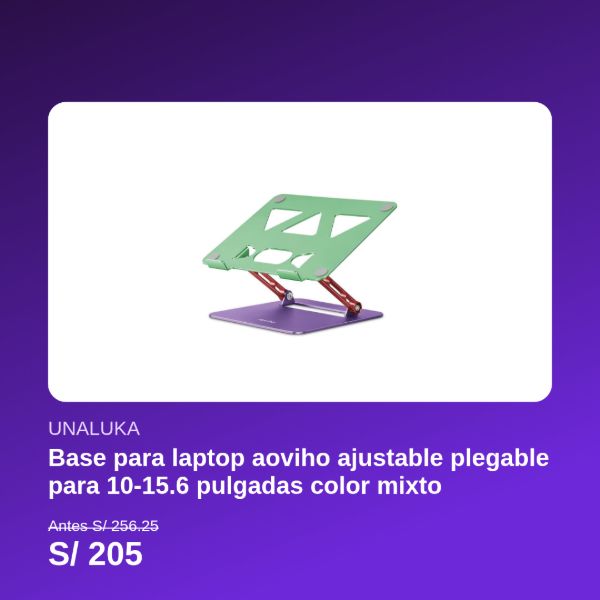 UNALUKA
Base para laptop aoviho ajustable plegable
para 10-15.6 pulgadas color mixto
Antes S/ 256.25
S/ 205